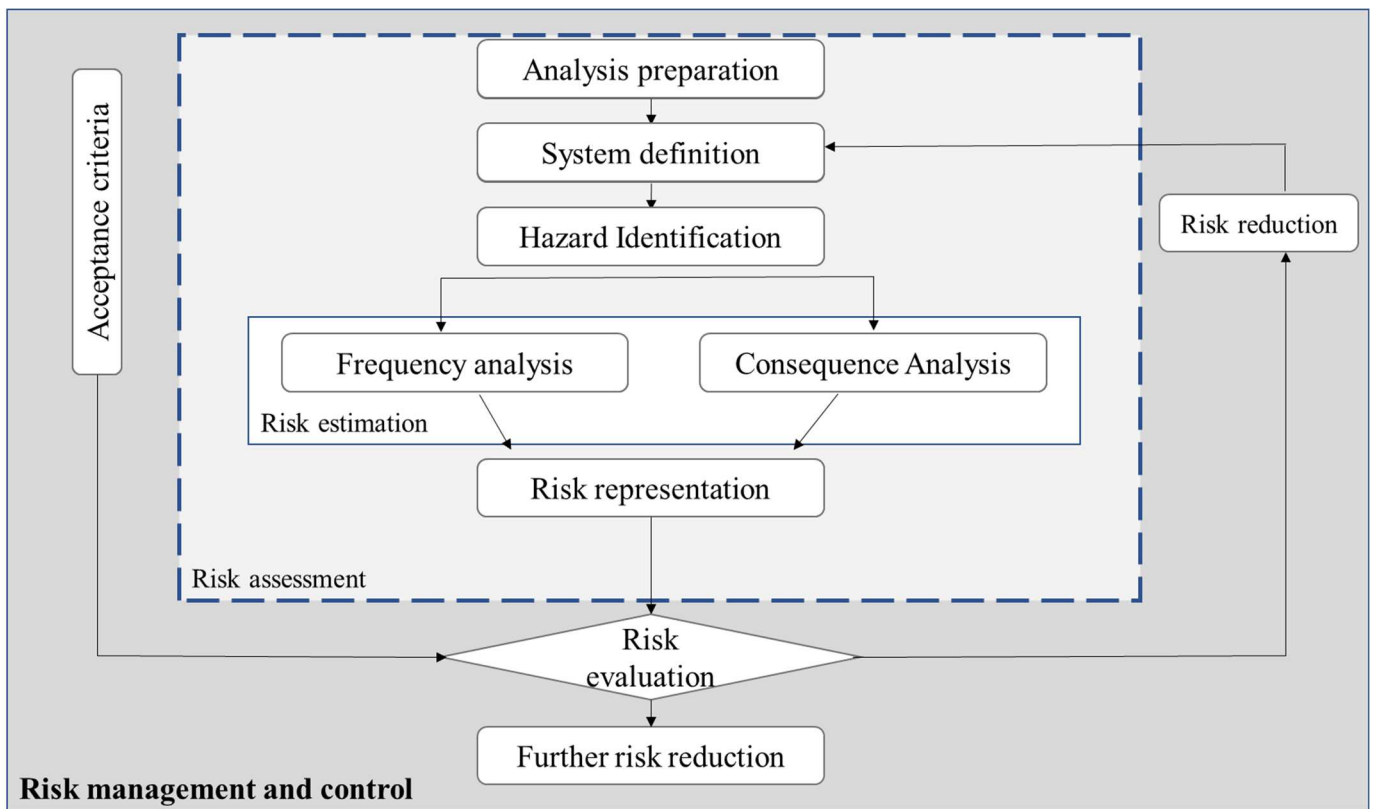 Analysis preparation
Acceptance criteria
System definition
Risk reduction
Hazard Identification
Frequency analysis
Consequence Analysis
Risk estimation
Risk representation
Risk assessment
Risk
evaluation
Further risk reduction
Risk management and control